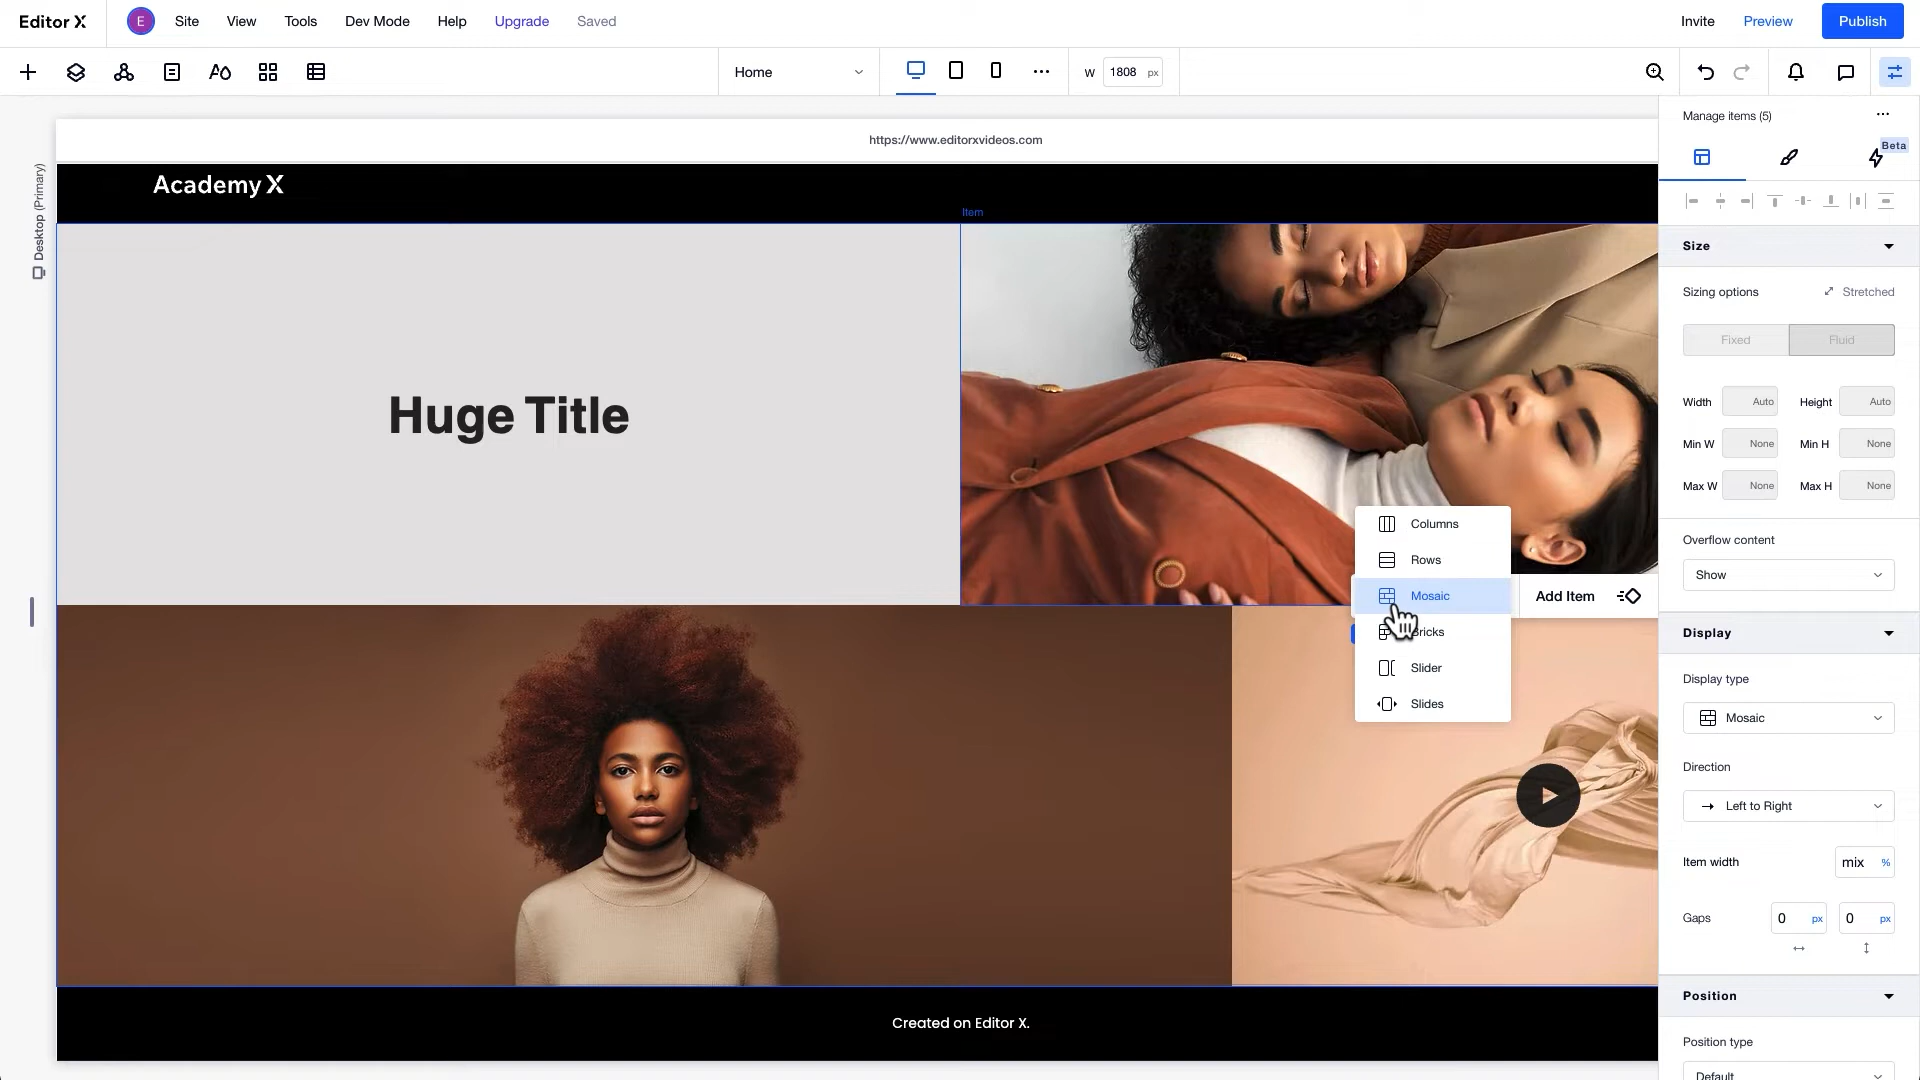 Editor X
E
Site
View
Tools
Dev Mode
Help
Upgrade
Saved
Invite
Preview
Publish
Home
W 1808 px
Manage items (5)
Beta
https://www.editorxvideos.com
Desktop (Primary)
Academy X
Item
Huge Title
Columns
Rows
Mosaic
Bricks
Slider
Slides
Add Item
Created on Editor X.
Size
Sizing options
Stretched
Fixed
Fluid
Width Auto Height Auto
Min W None Min H None
Max W None Max H None
Overflow content
Show
Display
Display type
Mosaic
Direction
Left to Right
Item width mix %
Gaps 0 px 0 px
Position
Position type
Default